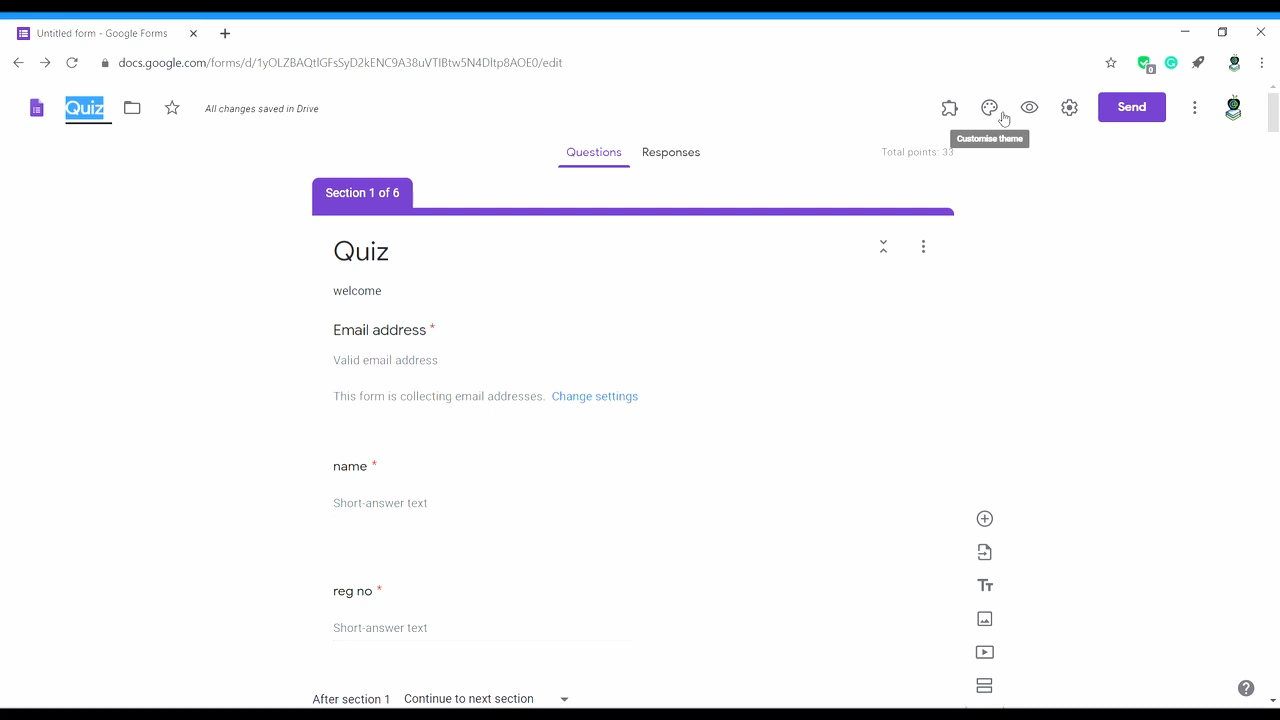 Untitled form - Google Forms
docs.google.com/forms/d/1yOLZBAQtlGFsSyD2kENC9A38uVTlBtw5N4Dltp8AOE0/edit
0
Quiz All changes saved in Drive Send
Customise theme
Questions Responses Total points: 33
Section 1 of 6
Quiz
welcome
Email address *
Valid email address
This form is collecting email addresses. Change settings
name *
Short-answer text
reg no *
Short-answer text
After section 1 Continue to next section